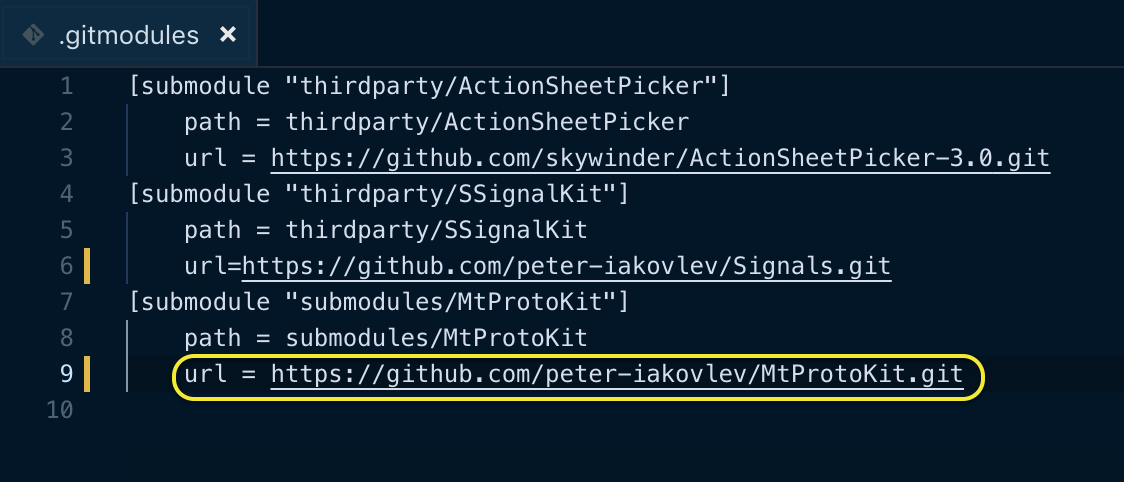 .gitmodules ×
1 [submodule "thirdparty/ActionSheetPicker"]
2 path = thirdparty/ActionSheetPicker
3 url = https://github.com/skywinder/ActionSheetPicker-3.0.git
4 [submodule "thirdparty/SSignalKit"]
5 path = thirdparty/SSignalKit
6 url=https://github.com/peter-iakovlev/Signals.git
7 [submodule "submodules/MtProtoKit"]
8 path = submodules/MtProtoKit
9 url = https://github.com/peter-iakovlev/MtProtoKit.git
10